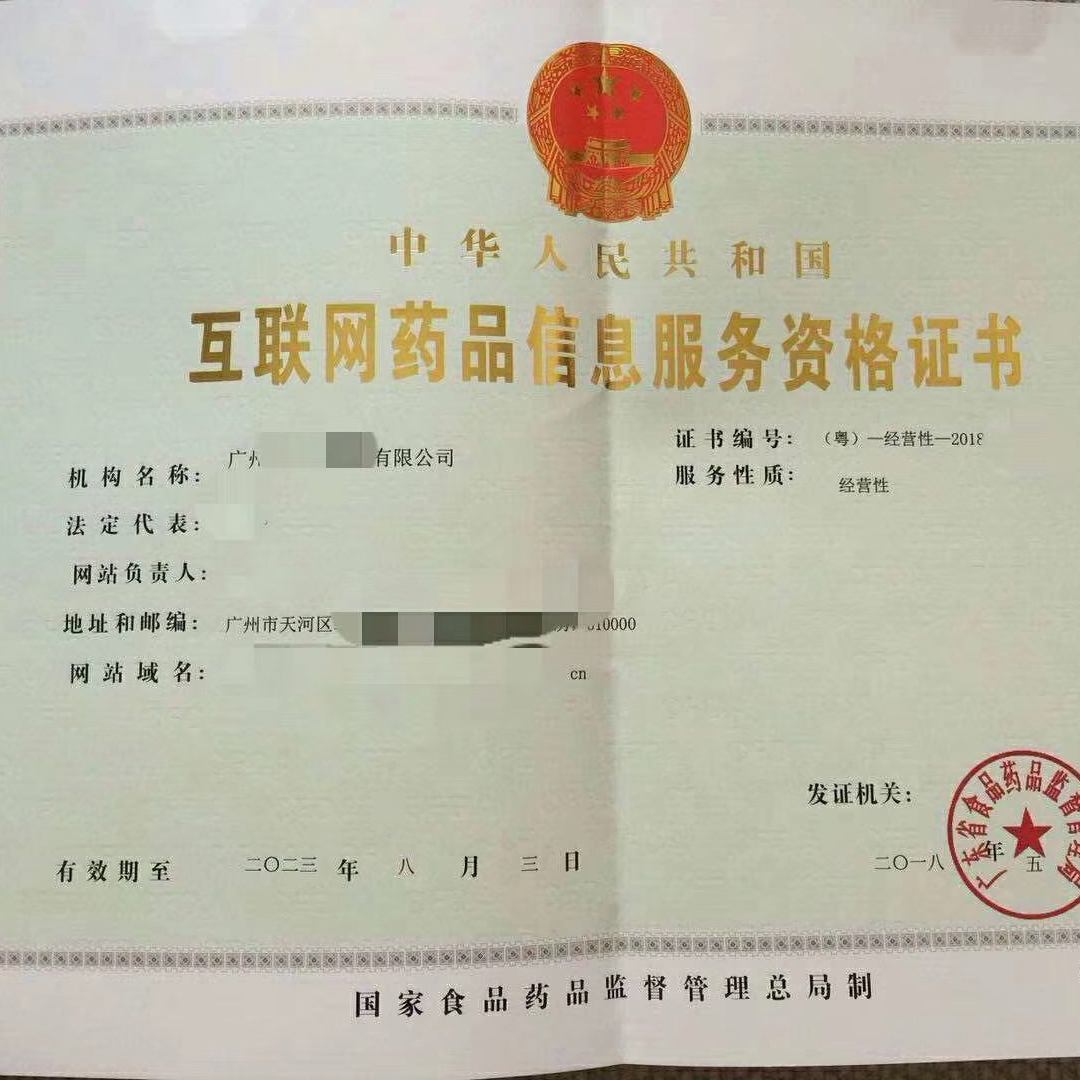 中华人民共和国
互联网药品信息服务资格证书
证书编号：（粤）—经营性—2018
服务性质：经营性
机构名称：广州 有限公司
法定代表：
网站负责人：
地址和邮编：广州市天河区 510000
网站域名： cn
发证机关：
广东省食品药品监督管理局
二〇一八 年 五
有效期至 二〇二三 年 八 月 三 日
国家食品药品监督管理总局制